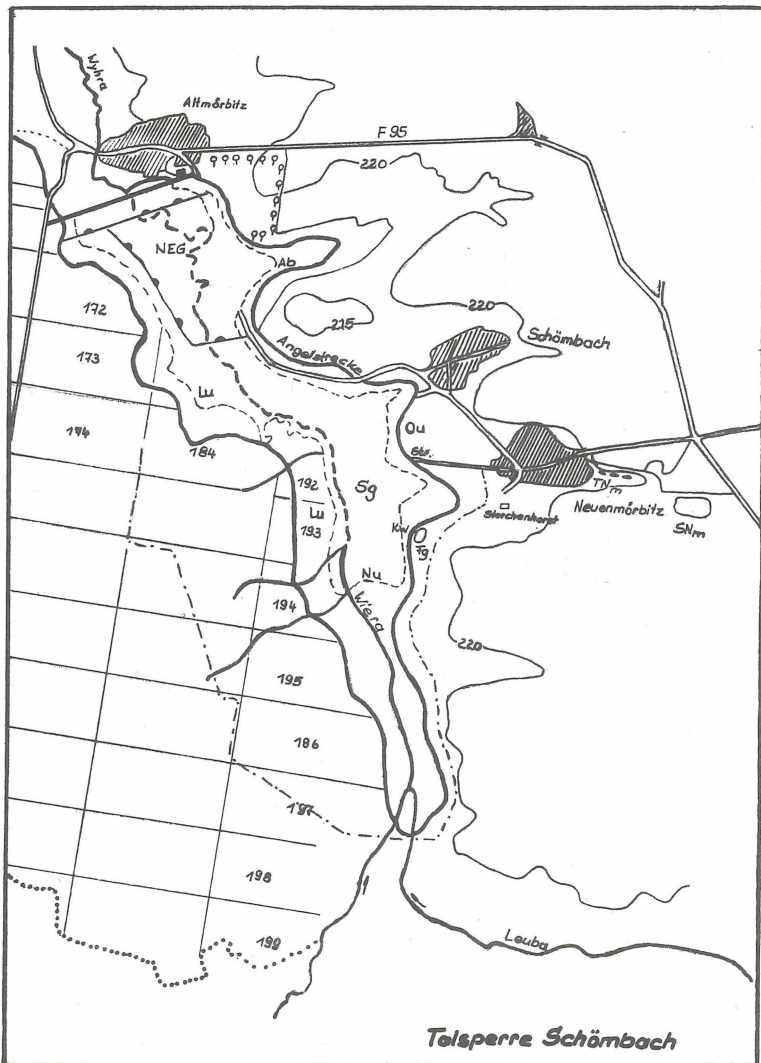 Wyhra
Altmörbitz
F 95
220
NEG
Ab
215
220
172
Angelstrecke
Schömbach
173
Lu
174
184
Ou
192
Sg
TNm
Lu
193
Storchenhorst
Neuenmörbitz
SNm
Kw
Tg
Nu
194
Wiera
220
195
186
197
198
199
Leuba
Talsperre Schömbach